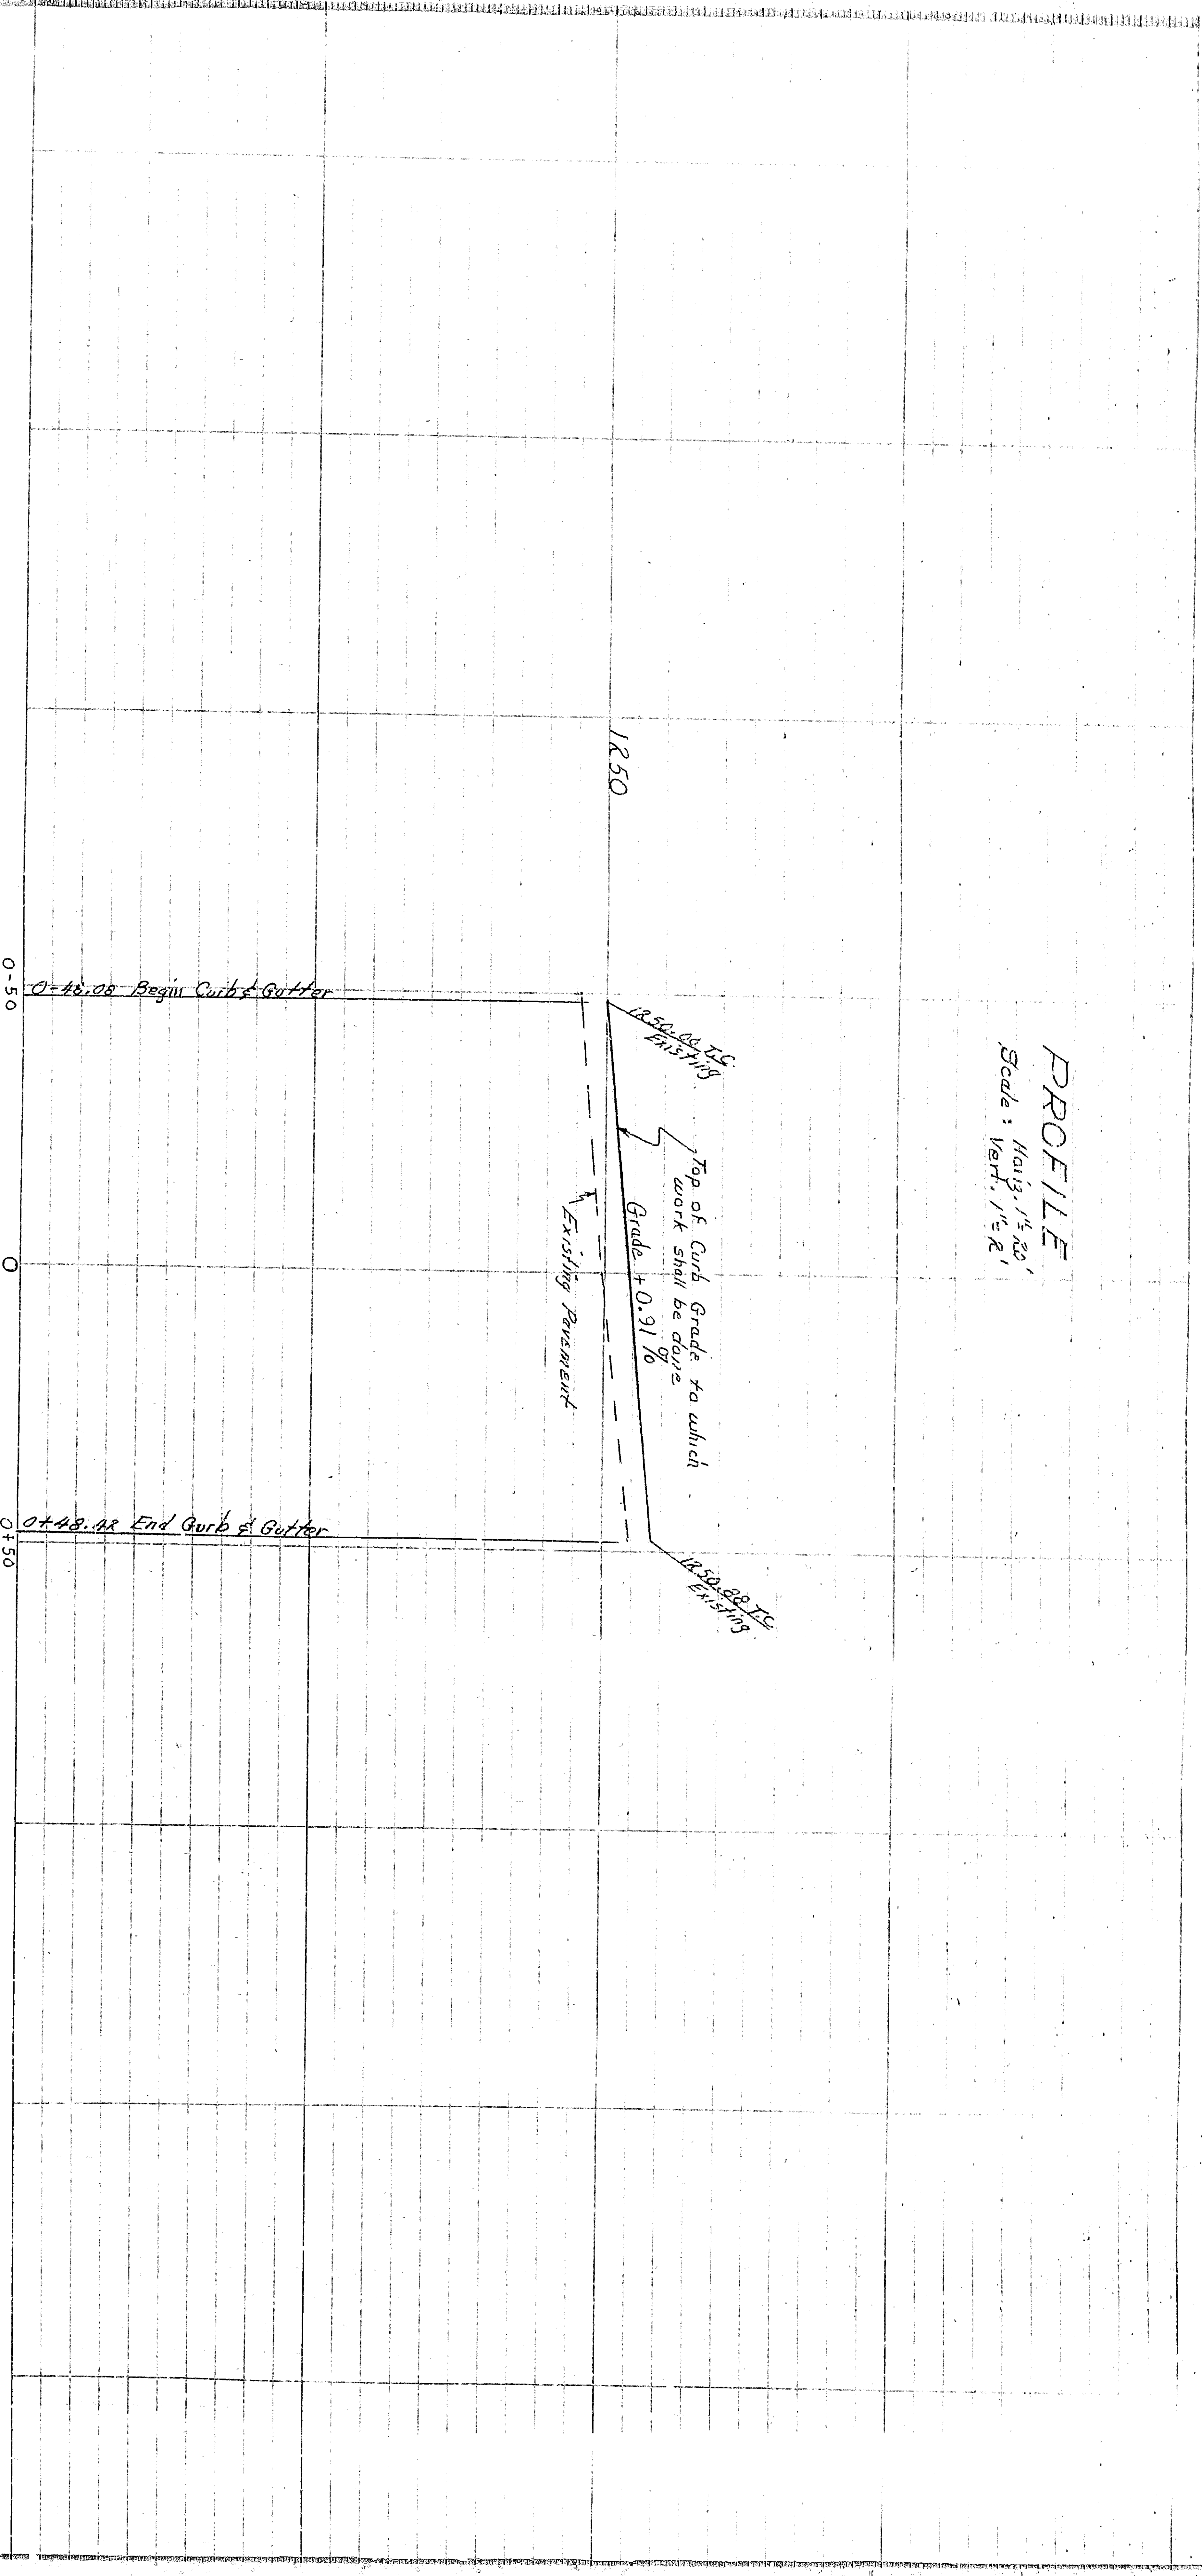 PROFILE
Scale: Horiz. 1"=20'
Vert. 1"=2'
1250
1250.00 T.C.
Existing
Top of Curb Grade to which
work shall be done
Grade +0.91%
Existing Pavement
1250.88 T.C.
Existing
0-48.08 Begin Curb & Gutter
0+48.42 End Curb & Gutter
0-50
0
0+50